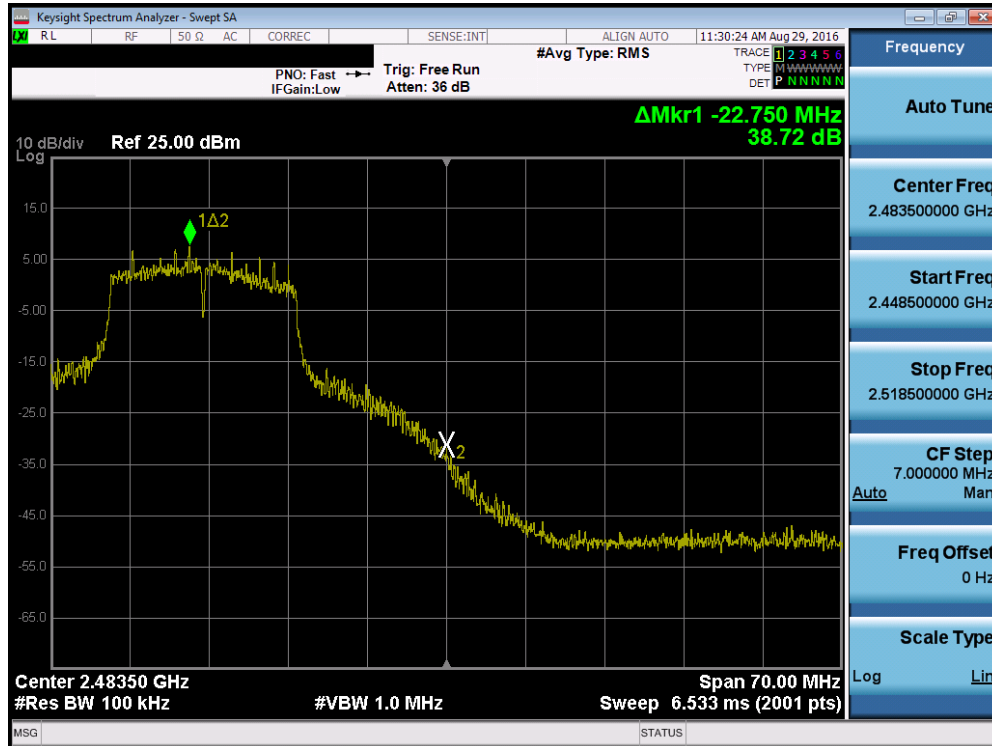 Keysight Spectrum Analyzer - Swept SA
LXI RL RF 50 Ω AC CORREC SENSE:INT ALIGN AUTO 11:30:24 AM Aug 29, 2016
#Avg Type: RMS
TRACE 1 2 3 4 5 6
PNO: Fast Trig: Free Run
TYPE M WWWWW
IFGain:Low Atten: 36 dB
DET P N N N N N
ΔMkr1 -22.750 MHz
38.72 dB
10 dB/div Ref 25.00 dBm
Log
15.0
1Δ2
5.00
-5.00
-15.0
-25.0
2
-35.0
-45.0
-55.0
-65.0
Center 2.48350 GHz Span 70.00 MHz
#Res BW 100 kHz #VBW 1.0 MHz Sweep 6.533 ms (2001 pts)
MSG STATUS
Frequency
Auto Tune
Center Freq
2.483500000 GHz
Start Freq
2.448500000 GHz
Stop Freq
2.518500000 GHz
CF Step
7.000000 MHz
Auto Man
Freq Offset
0 Hz
Scale Type
Log Lin